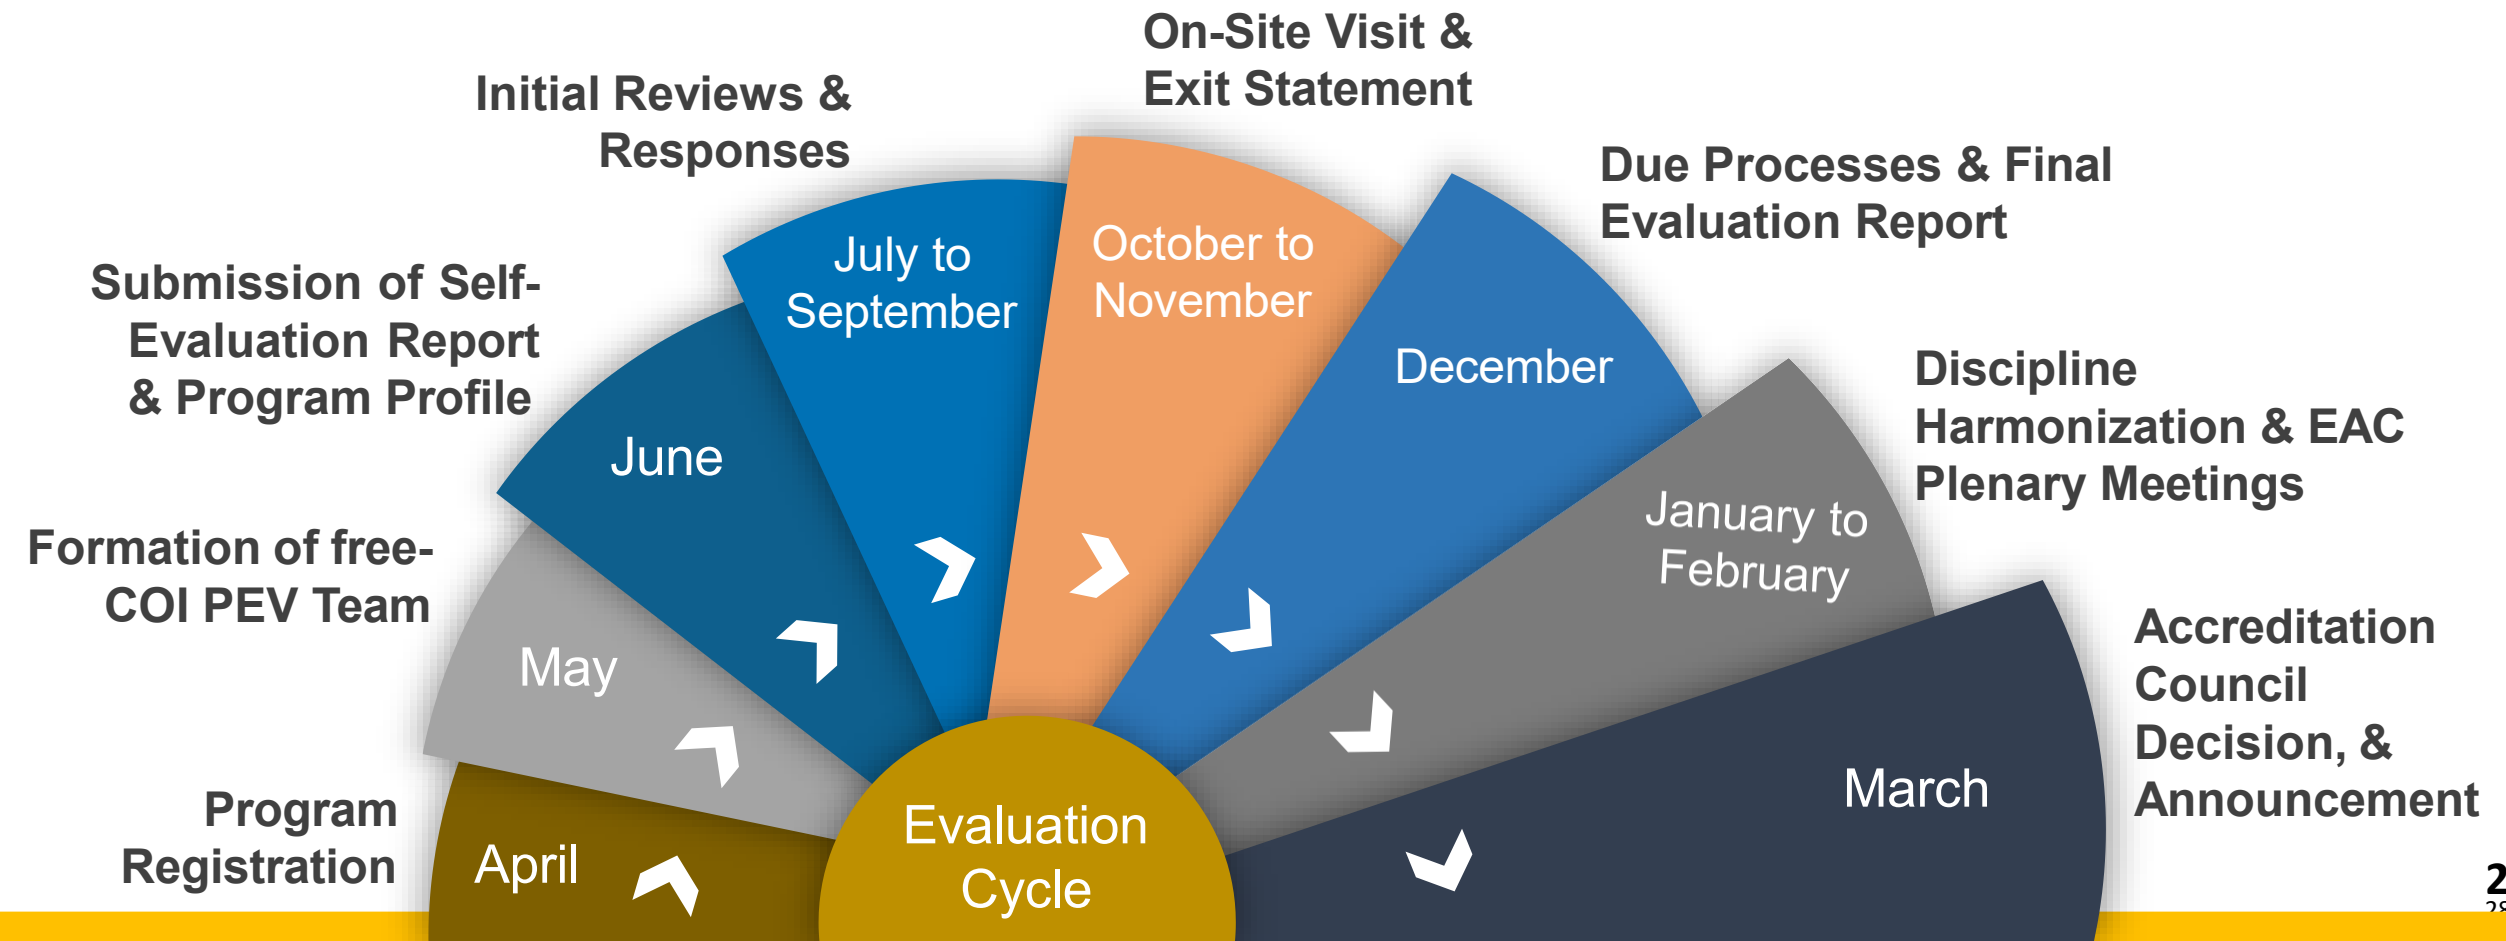 On-Site Visit &
Exit Statement
Initial Reviews &
Responses
Due Processes & Final
Evaluation Report
Submission of Self-
Evaluation Report
& Program Profile
Discipline
Harmonization & EAC
Plenary Meetings
Formation of free-
COI PEV Team
Accreditation
Council
Decision, &
Announcement
Program
Registration
April
May
June
July to
September
October to
November
December
January to
February
March
Evaluation
Cycle
2
28